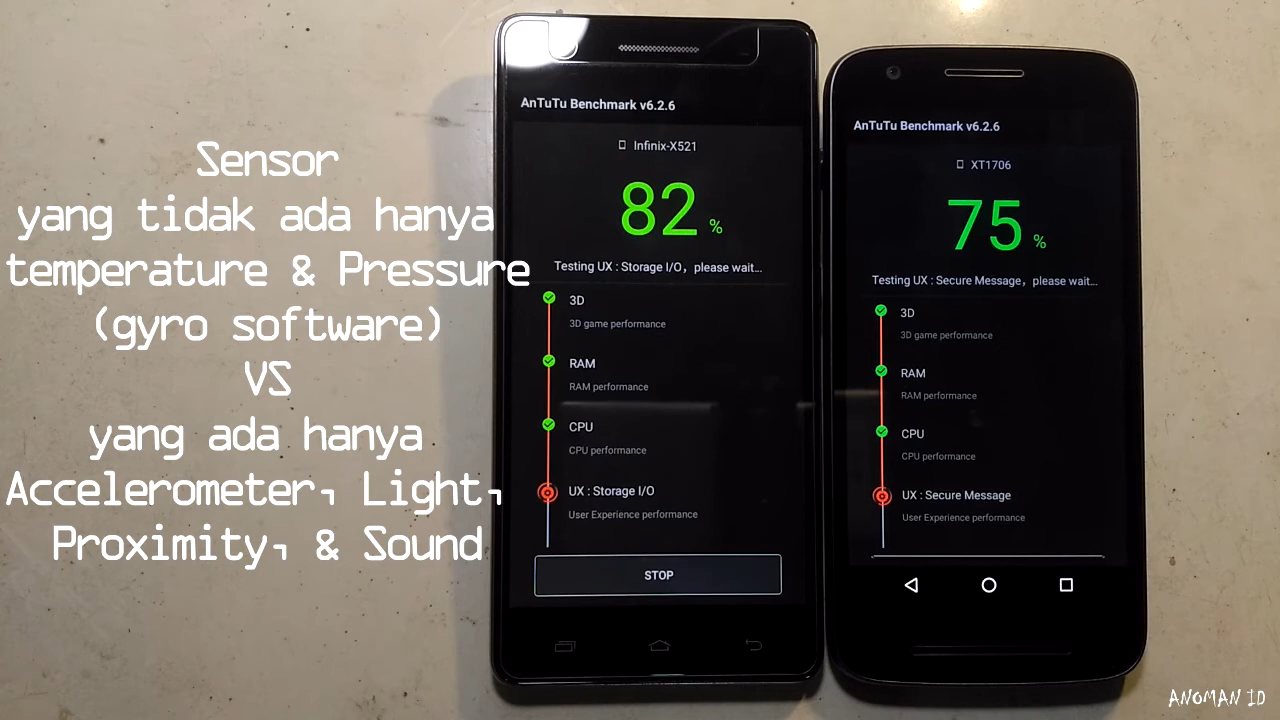 Sensor
yang tidak ada hanya
temperature & Pressure
(gyro software)
VS
yang ada hanya
Accelerometer, Light,
Proximity, & Sound
AnTuTu Benchmark v6.2.6
Infinix-X521
82 %
Testing UX : Storage I/O, please wait...
3D
3D game performance
RAM
RAM performance
CPU
CPU performance
UX : Storage I/O
User Experience performance
STOP
AnTuTu Benchmark v6.2.6
XT1706
75 %
Testing UX : Secure Message, please wait...
3D
3D game performance
RAM
RAM performance
CPU
CPU performance
UX : Secure Message
User Experience performance
ANOMAN ID